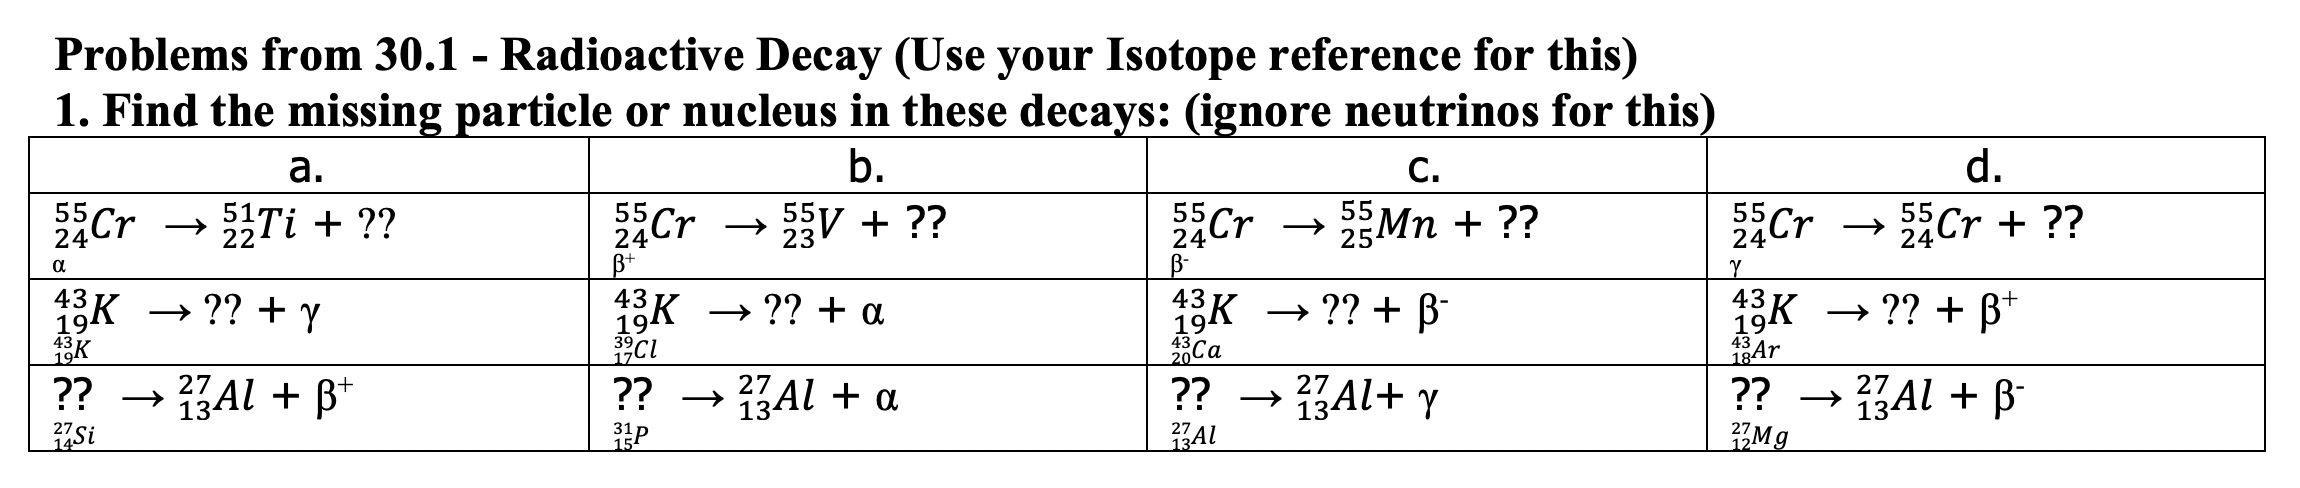 Problems from 30.1 - Radioactive Decay (Use your Isotope reference for this)
1. Find the missing particle or nucleus in these decays: (ignore neutrinos for this)
a. b. c. d.
⁵⁵₂₄Cr → ⁵¹₂₂Ti + ?? ⁵⁵₂₄Cr → ⁵⁵₂₃V + ?? ⁵⁵₂₄Cr → ⁵⁵₂₅Mn + ?? ⁵⁵₂₄Cr → ⁵⁵₂₄Cr + ??
α β⁺ β⁻ γ
⁴³₁₉K → ?? + γ ⁴³₁₉K → ?? + α ⁴³₁₉K → ?? + β⁻ ⁴³₁₉K → ?? + β⁺
⁴³₁₉K ³⁹₁₇Cl ⁴³₂₀Ca ⁴³₁₈Ar
?? → ²⁷₁₃Al + β⁺ ?? → ²⁷₁₃Al + α ?? → ²⁷₁₃Al+ γ ?? → ²⁷₁₃Al + β⁻
²⁷₁₄Si ³¹₁₅P ²⁷₁₃Al ²⁷₁₂Mg